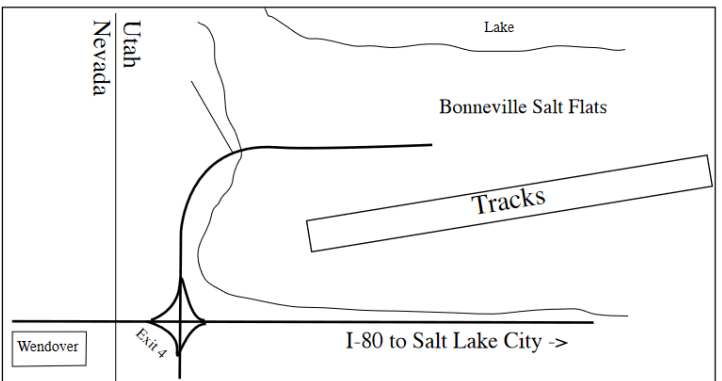 Utah
Nevada
Lake
Bonneville Salt Flats
Tracks
Wendover
Exit 4
I-80 to Salt Lake City ->